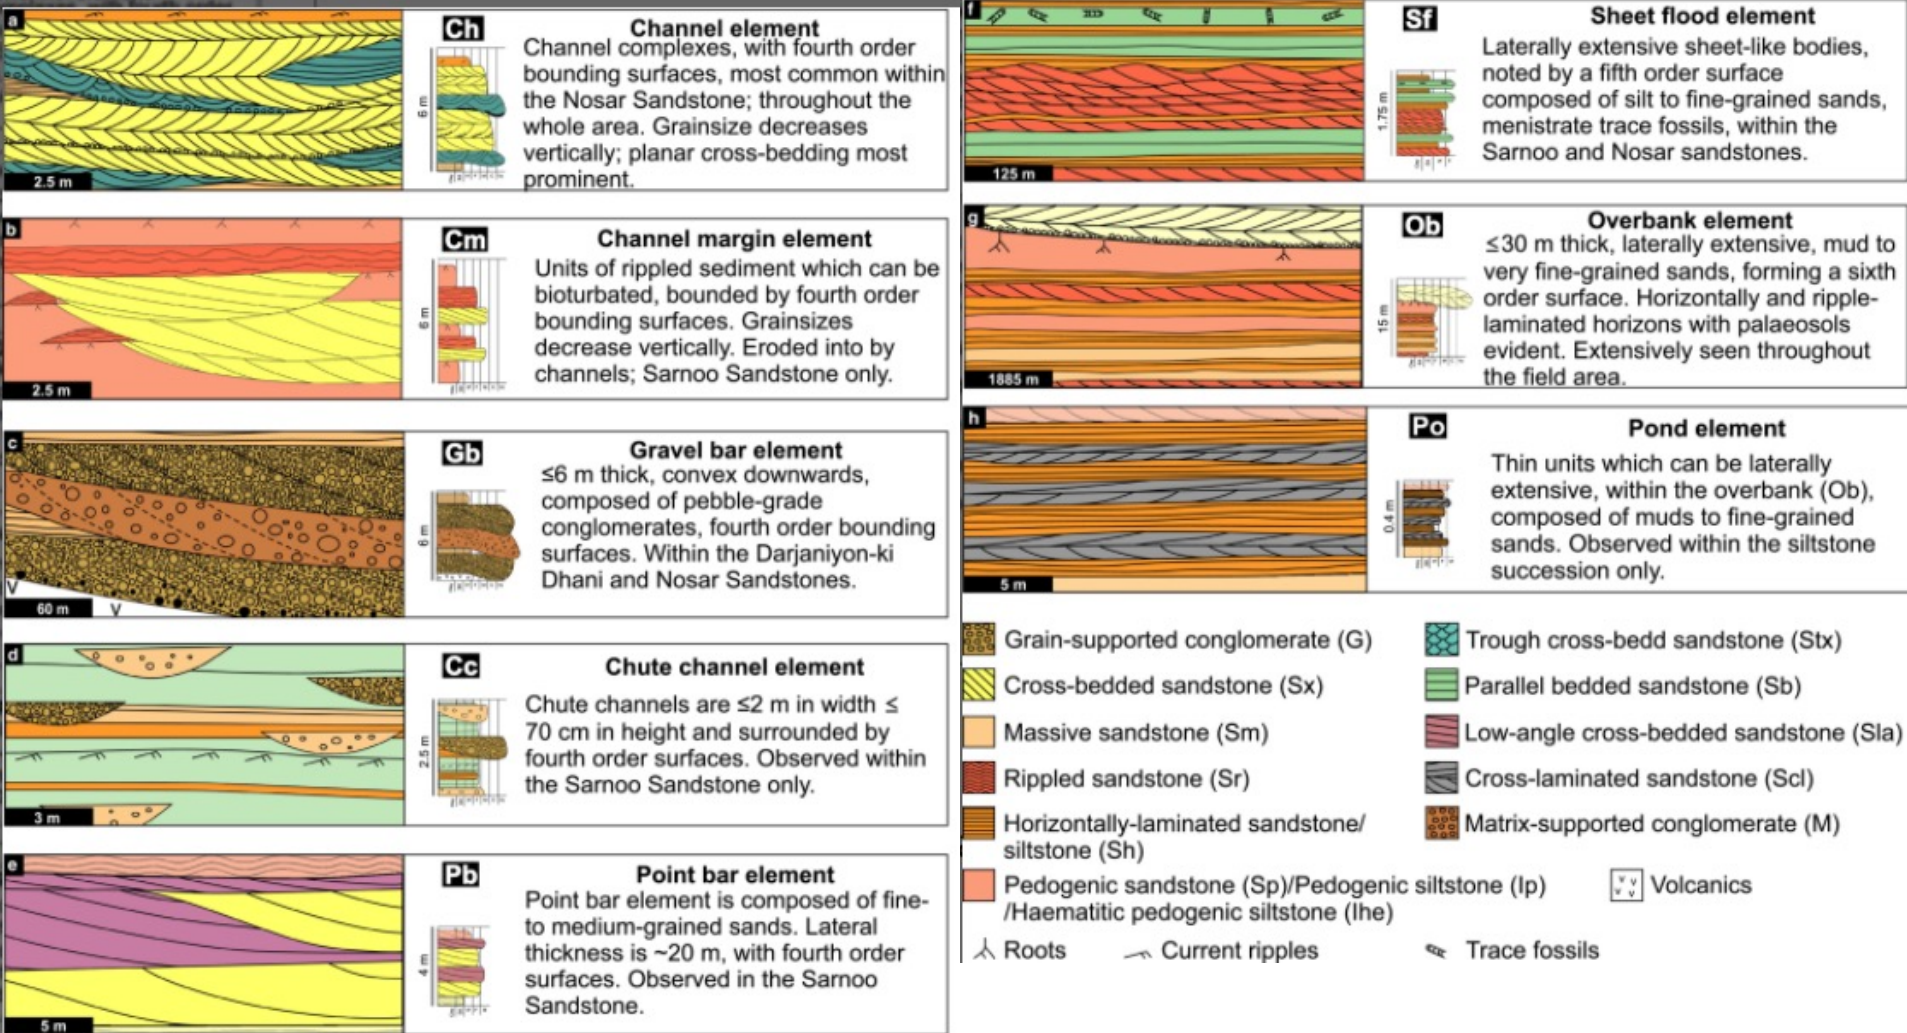 a
Ch
Channel element
Channel complexes, with fourth order
bounding surfaces, most common within
the Nosar Sandstone; throughout the
whole area. Grainsize decreases
vertically; planar cross-bedding most
prominent.
6 m
2.5 m
b
Cm
Channel margin element
Units of rippled sediment which can be
bioturbated, bounded by fourth order
bounding surfaces. Grainsizes
decrease vertically. Eroded into by
channels; Sarnoo Sandstone only.
6 m
2.5 m
c
Gb
Gravel bar element
≤6 m thick, convex downwards,
composed of pebble-grade
conglomerates, fourth order bounding
surfaces. Within the Darjaniyon-ki
Dhani and Nosar Sandstones.
6 m
V
V
60 m
d
Cc
Chute channel element
Chute channels are ≤2 m in width ≤
70 cm in height and surrounded by
fourth order surfaces. Observed within
the Sarnoo Sandstone only.
2.5 m
3 m
e
Pb
Point bar element
Point bar element is composed of fine-
to medium-grained sands. Lateral
thickness is ~20 m, with fourth order
surfaces. Observed in the Sarnoo
Sandstone.
4 m
5 m
f
Sf
Sheet flood element
Laterally extensive sheet-like bodies,
noted by a fifth order surface
composed of silt to fine-grained sands,
menistrate trace fossils, within the
Sarnoo and Nosar sandstones.
1.75 m
125 m
g
Ob
Overbank element
≤30 m thick, laterally extensive, mud to
very fine-grained sands, forming a sixth
order surface. Horizontally and ripple-
laminated horizons with palaeosols
evident. Extensively seen throughout
the field area.
15 m
1885 m
h
Po
Pond element
Thin units which can be laterally
extensive, within the overbank (Ob),
composed of muds to fine-grained
sands. Observed within the siltstone
succession only.
0.4 m
5 m
Grain-supported conglomerate (G)
Cross-bedded sandstone (Sx)
Massive sandstone (Sm)
Rippled sandstone (Sr)
Horizontally-laminated sandstone/
siltstone (Sh)
Pedogenic sandstone (Sp)/Pedogenic siltstone (Ip)
/Haematitic pedogenic siltstone (Ihe)
Roots
Current ripples
Trough cross-bedd sandstone (Stx)
Parallel bedded sandstone (Sb)
Low-angle cross-bedded sandstone (Sla)
Cross-laminated sandstone (Scl)
Matrix-supported conglomerate (M)
Volcanics
Trace fossils